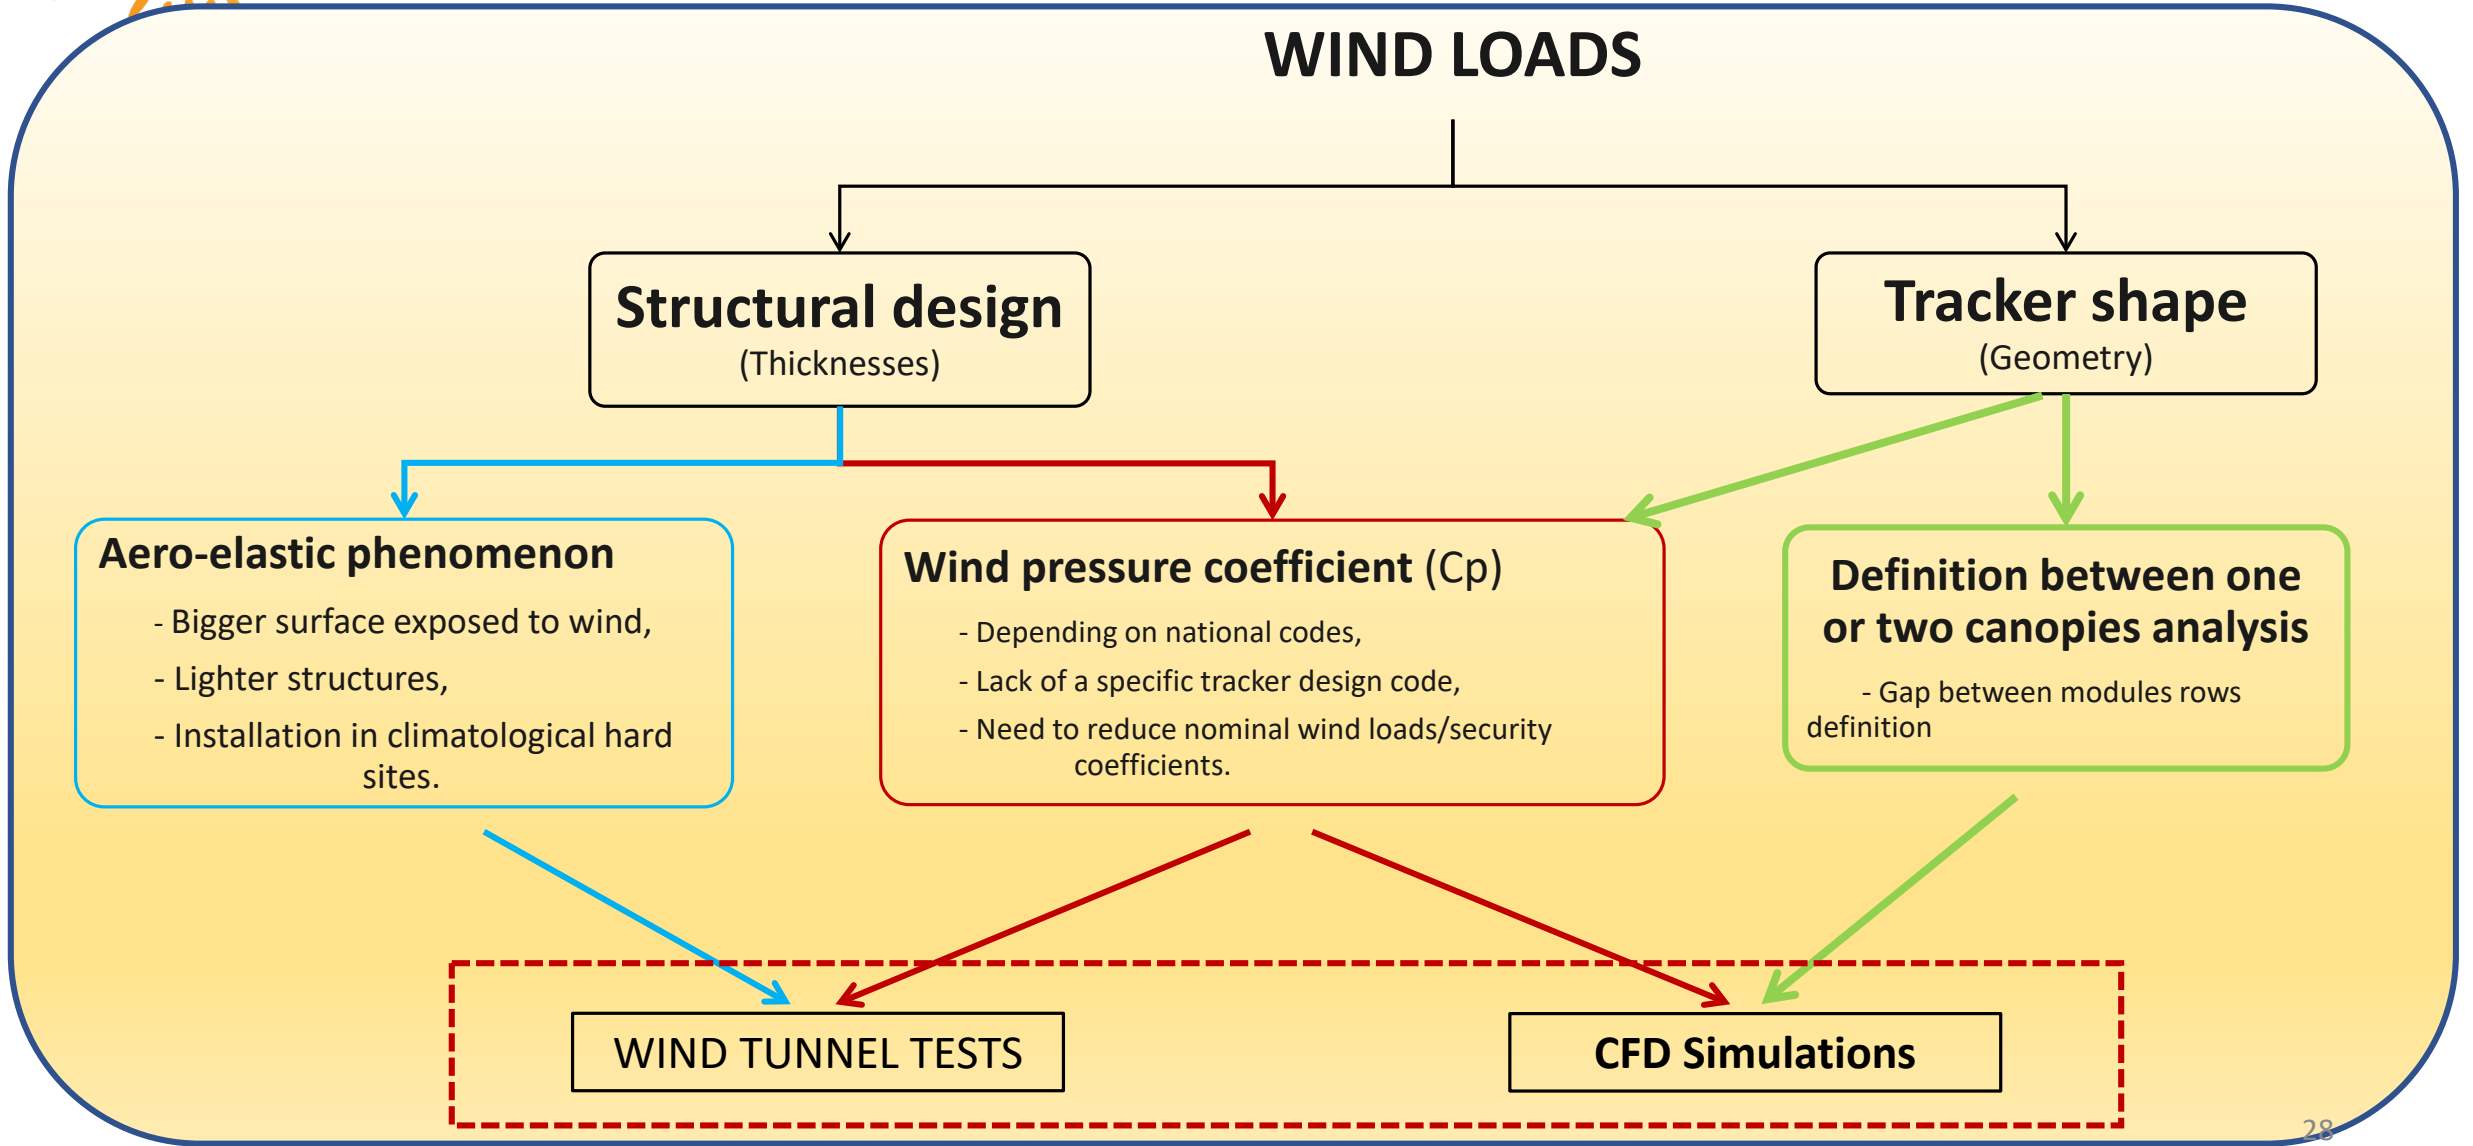 WIND LOADS
Structural design
(Thicknesses)
Tracker shape
(Geometry)
Aero-elastic phenomenon
- Bigger surface exposed to wind,
- Lighter structures,
- Installation in climatological hard
sites.
Wind pressure coefficient (Cp)
- Depending on national codes,
- Lack of a specific tracker design code,
- Need to reduce nominal wind loads/security
coefficients.
Definition between one
or two canopies analysis
- Gap between modules rows
definition
WIND TUNNEL TESTS
CFD Simulations
28